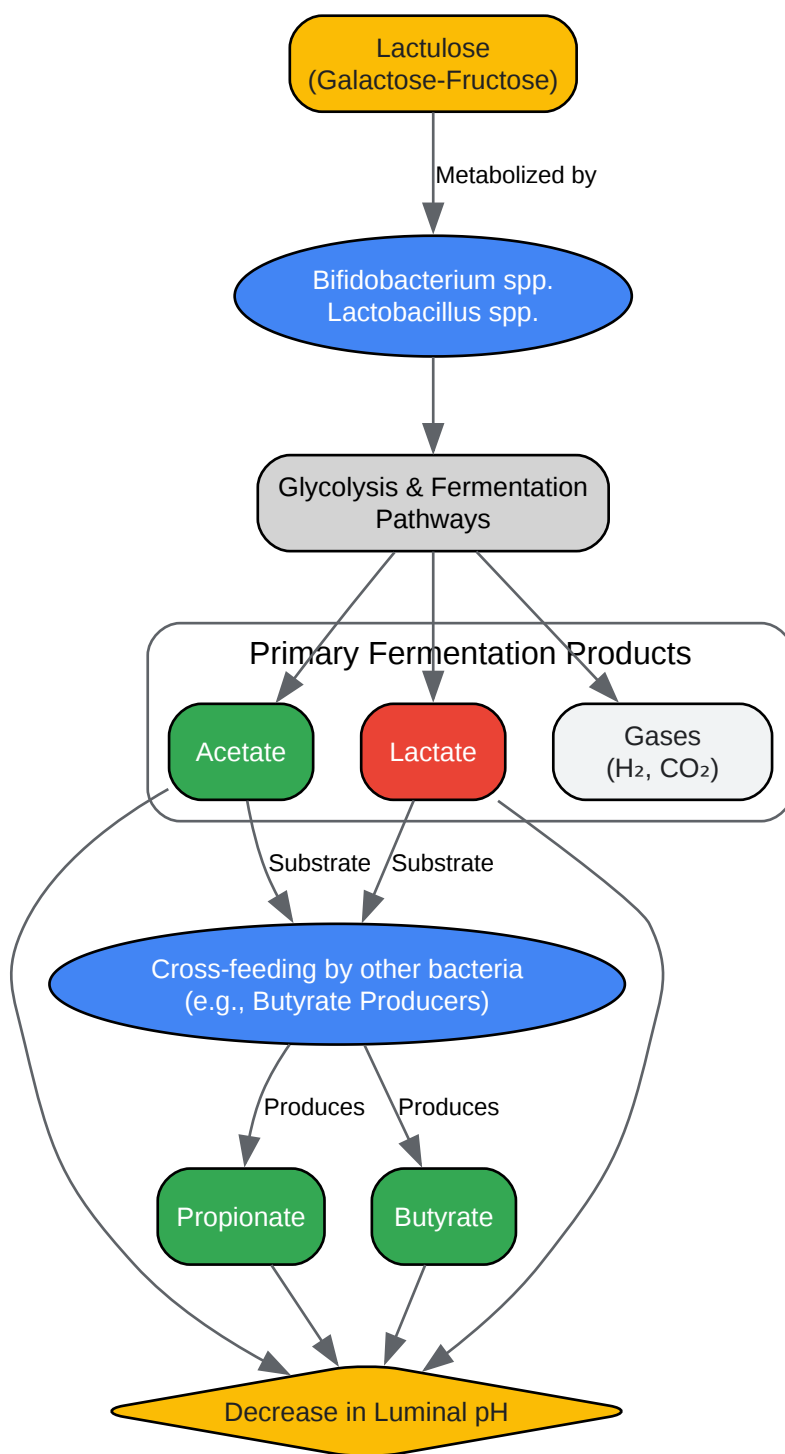 Lactulose
(Galactose-Fructose)
Metabolized by
Bifidobacterium spp.
Lactobacillus spp.
Glycolysis & Fermentation
Pathways
Primary Fermentation Products
Acetate
Lactate
Gases
(H₂, CO₂)
Substrate
Substrate
Cross-feeding by other bacteria
(e.g., Butyrate Producers)
Produces
Produces
Propionate
Butyrate
Decrease in Luminal pH